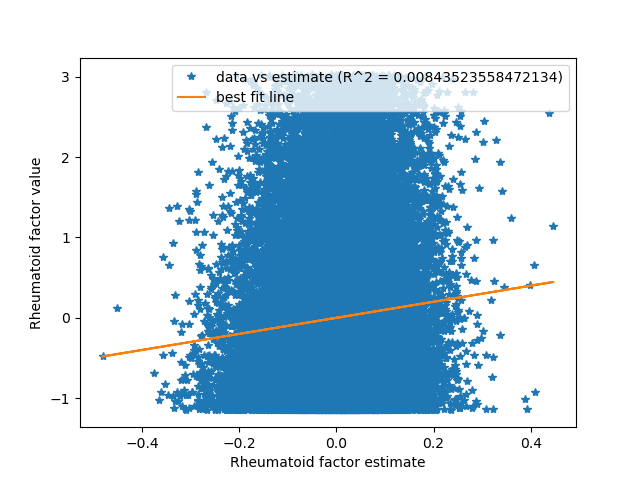 data vs estimate (R^2 = 0.00843523558472134)
best fit line
Rheumatoid factor value
3
2
1
0
−1
−0.4
−0.2
0.0
0.2
0.4
Rheumatoid factor estimate